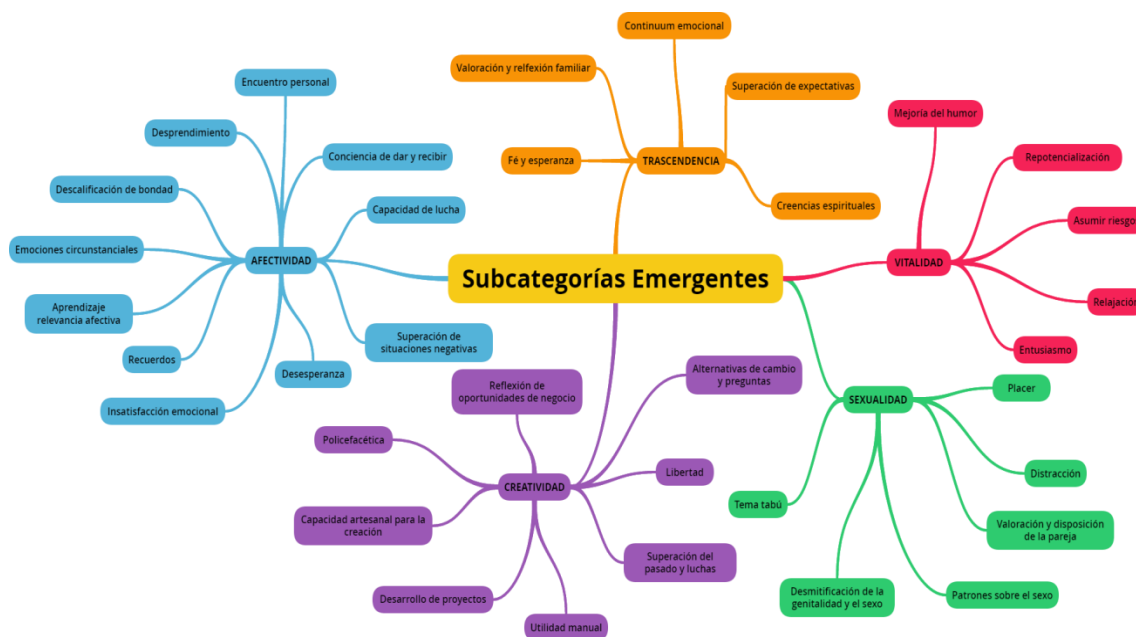 Subcategorías Emergentes
TRASCENDENCIA
Continuum emocional
Valoración y relfexión familiar
Superación de expectativas
Fé y esperanza
Creencias espirituales
AFECTIVIDAD
Encuentro personal
Desprendimiento
Conciencia de dar y recibir
Descalificación de bondad
Capacidad de lucha
Emociones circunstanciales
Aprendizaje
relevancia afectiva
Superación de
situaciones negativas
Recuerdos
Desesperanza
Insatisfacción emocional
VITALIDAD
Mejoría del humor
Repotencialización
Asumir riesgos
Relajación
Entusiasmo
SEXUALIDAD
Placer
Distracción
Tema tabú
Valoración y disposición
de la pareja
Desmitificación de la
genitalidad y el sexo
Patrones sobre el sexo
CREATIVIDAD
Reflexión de
oportunidades de negocio
Alternativas de cambio
y preguntas
Policefacética
Libertad
Capacidad artesanal para la
creación
Superación del
pasado y luchas
Desarrollo de proyectos
Utilidad manual